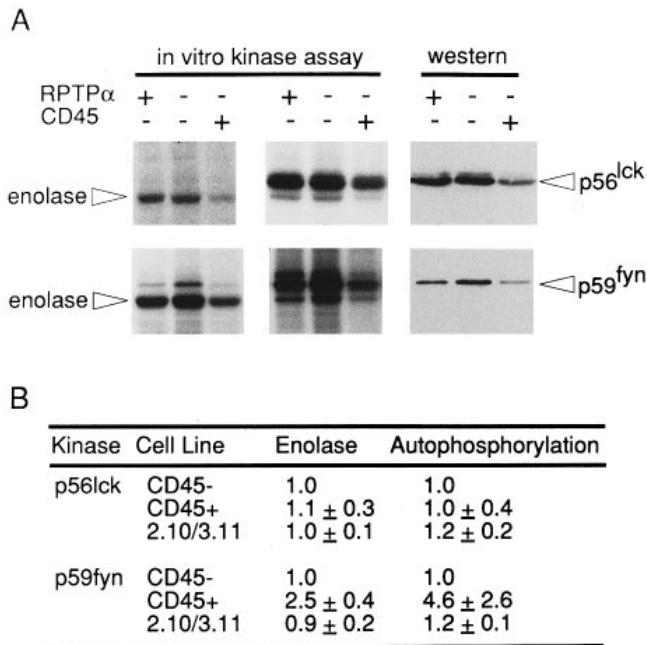 A
in vitro kinase assay western
RPTPα + - - + - - + - -
CD45 - - + - - + - - +
enolase p56lck
enolase p59fyn
B
Kinase Cell Line Enolase Autophosphorylation
p56lck CD45- 1.0 1.0
CD45+ 1.1 ± 0.3 1.0 ± 0.4
2.10/3.11 1.0 ± 0.1 1.2 ± 0.2
p59fyn CD45- 1.0 1.0
CD45+ 2.5 ± 0.4 4.6 ± 2.6
2.10/3.11 0.9 ± 0.2 1.2 ± 0.1